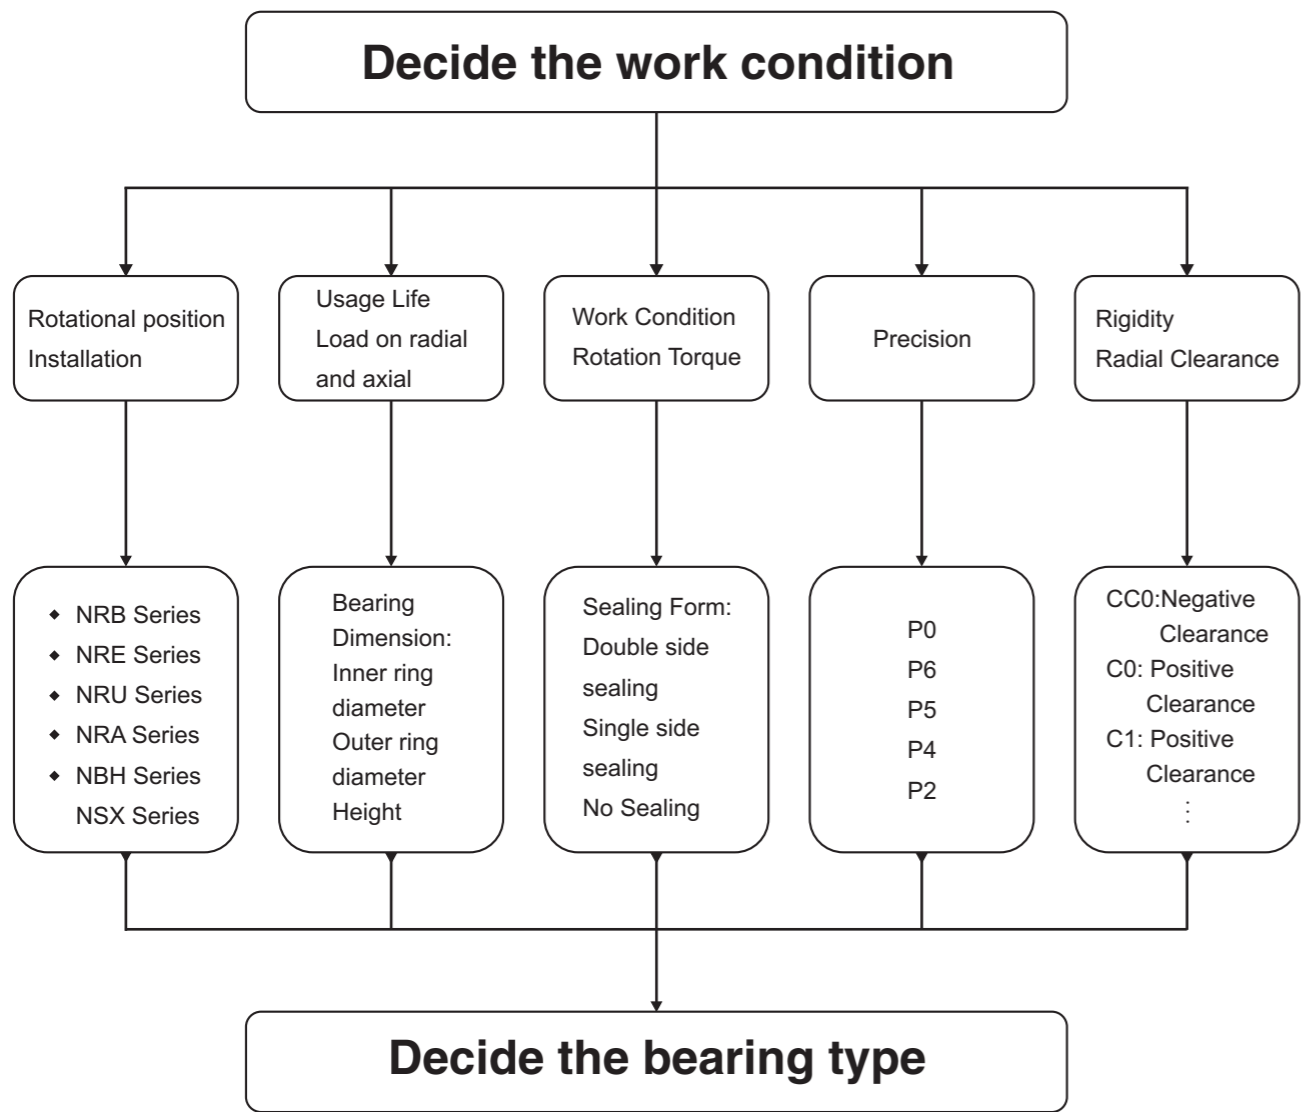 Decide the work condition
Rotational position
Installation
Usage Life
Load on radial
and axial
Work Condition
Rotation Torque
Precision
Rigidity
Radial Clearance
◆ NRB Series
◆ NRE Series
◆ NRU Series
◆ NRA Series
◆ NBH Series
NSX Series
Bearing
Dimension:
Inner ring
diameter
Outer ring
diameter
Height
Sealing Form:
Double side
sealing
Single side
sealing
No Sealing
P0
P6
P5
P4
P2
CC0:Negative
Clearance
C0: Positive
Clearance
C1: Positive
Clearance
⋮
Decide the bearing type